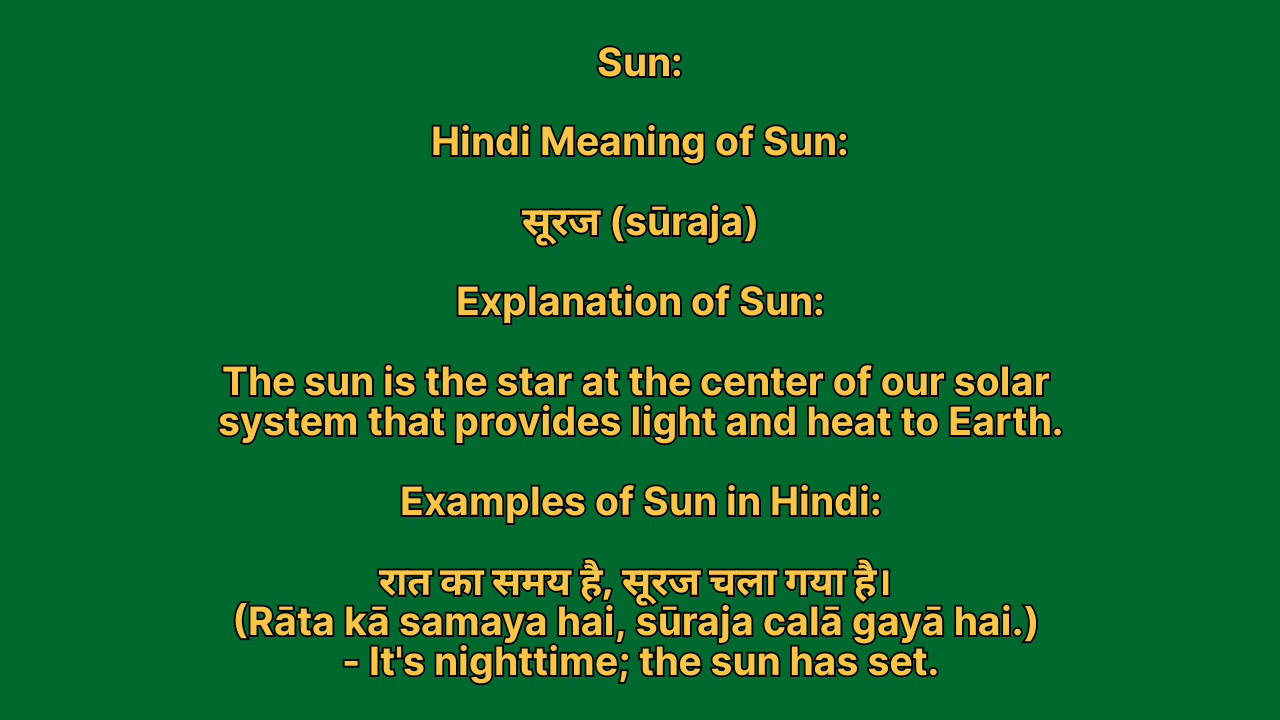 Sun:
Hindi Meaning of Sun:
सूरज (sūraja)
Explanation of Sun:
The sun is the star at the center of our solar
system that provides light and heat to Earth.
Examples of Sun in Hindi:
रात का समय है, सूरज चला गया है।
(Rāta kā samaya hai, sūraja calā gayā hai.)
- It's nighttime; the sun has set.